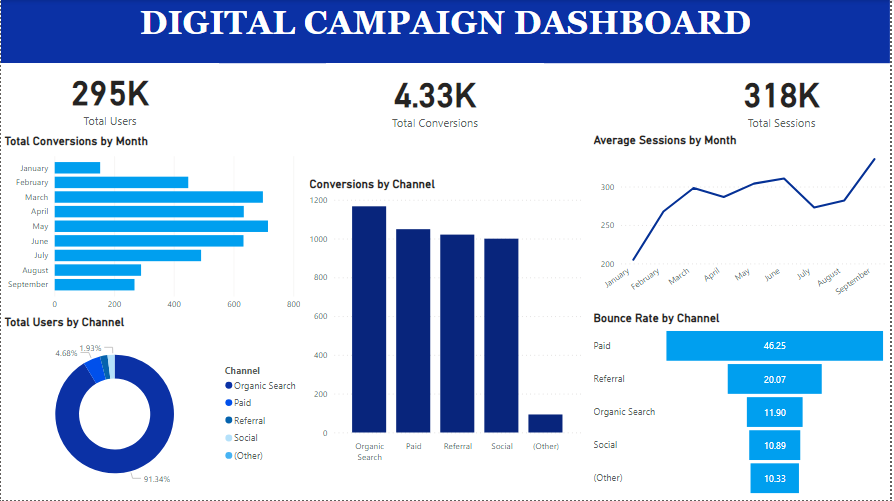 DIGITAL CAMPAIGN DASHBOARD
295K
Total Users
4.33K
Total Conversions
318K
Total Sessions
Total Conversions by Month
January
February
March
April
May
June
July
August
September
0 200 400 600 800
Total Users by Channel
4.68%
1.93%
91.34%
Channel
Organic Search
Paid
Referral
Social
(Other)
Conversions by Channel
1200
1000
800
600
400
200
0
Organic
Search
Paid
Referral
Social
(Other)
Average Sessions by Month
300
250
200
January
February
March
April
May
June
July
August
September
Bounce Rate by Channel
Paid 46.25
Referral 20.07
Organic Search 11.90
Social 10.89
(Other) 10.33